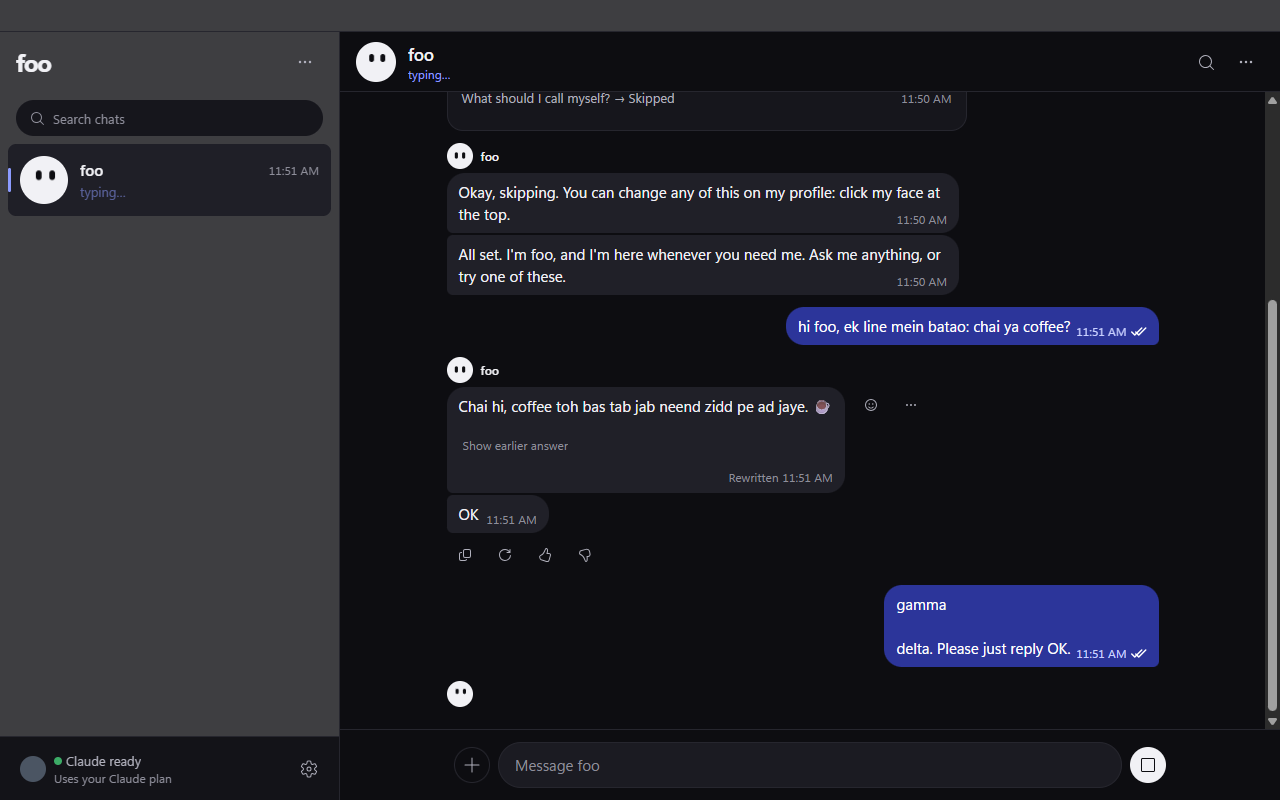 foo
Search chats
foo
11:51 AM
typing...
Claude ready
Uses your Claude plan
foo
typing...
What should I call myself? → Skipped
11:50 AM
foo
Okay, skipping. You can change any of this on my profile: click my face at
the top.
11:50 AM
All set. I'm foo, and I'm here whenever you need me. Ask me anything, or
try one of these.
11:50 AM
hi foo, ek line mein batao: chai ya coffee? 11:51 AM
foo
Chai hi, coffee toh bas tab jab neend zidd pe ad jaye. ☕
Show earlier answer
Rewritten 11:51 AM
OK 11:51 AM
gamma
delta. Please just reply OK. 11:51 AM
Message foo